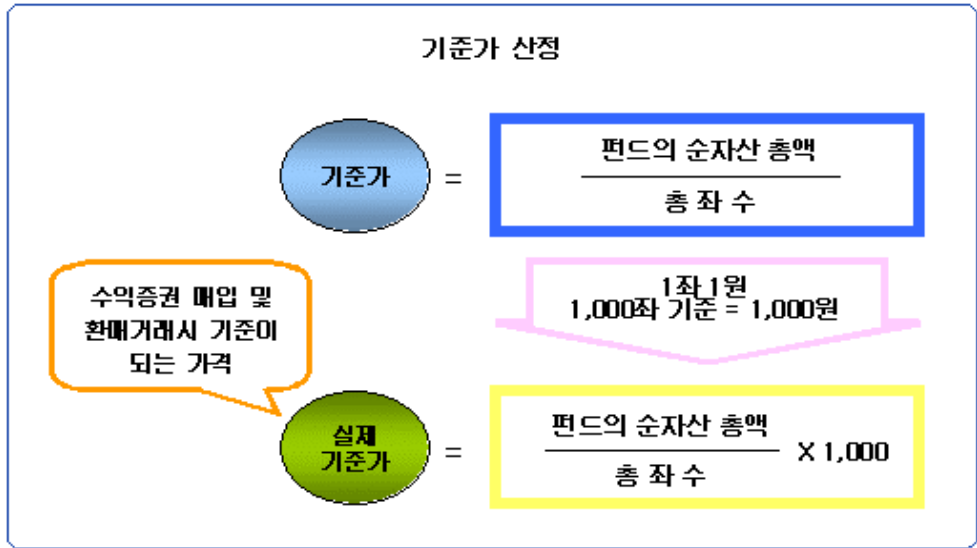 기준가 산정
기준가
=
펀드의 순자산 총액
총 좌 수
수익증권 매입 및
환매거래시 기준이
되는 가격
1좌 1원
1,000좌 기준 = 1,000원
실제
기준가
=
펀드의 순자산 총액
총 좌 수
X 1,000